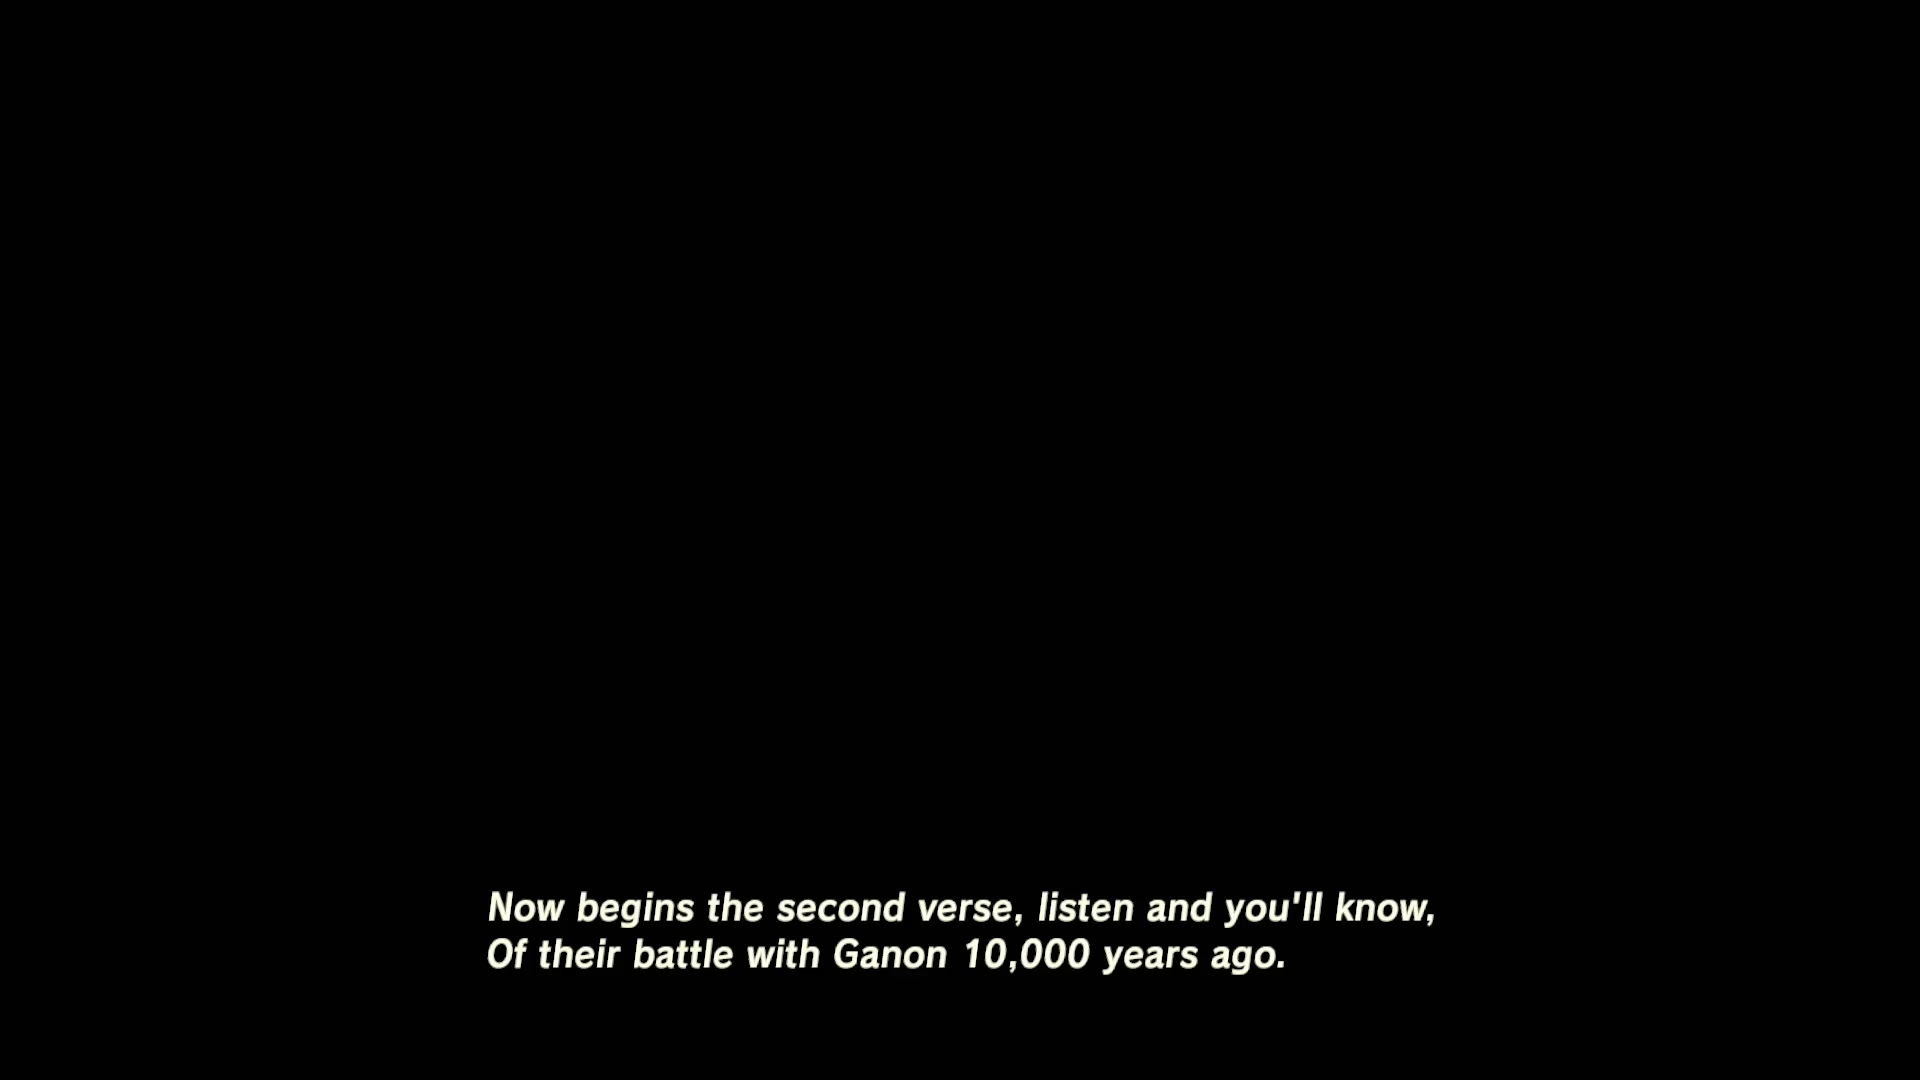 Now begins the second verse, listen and you'll know,
Of their battle with Ganon 10,000 years ago.